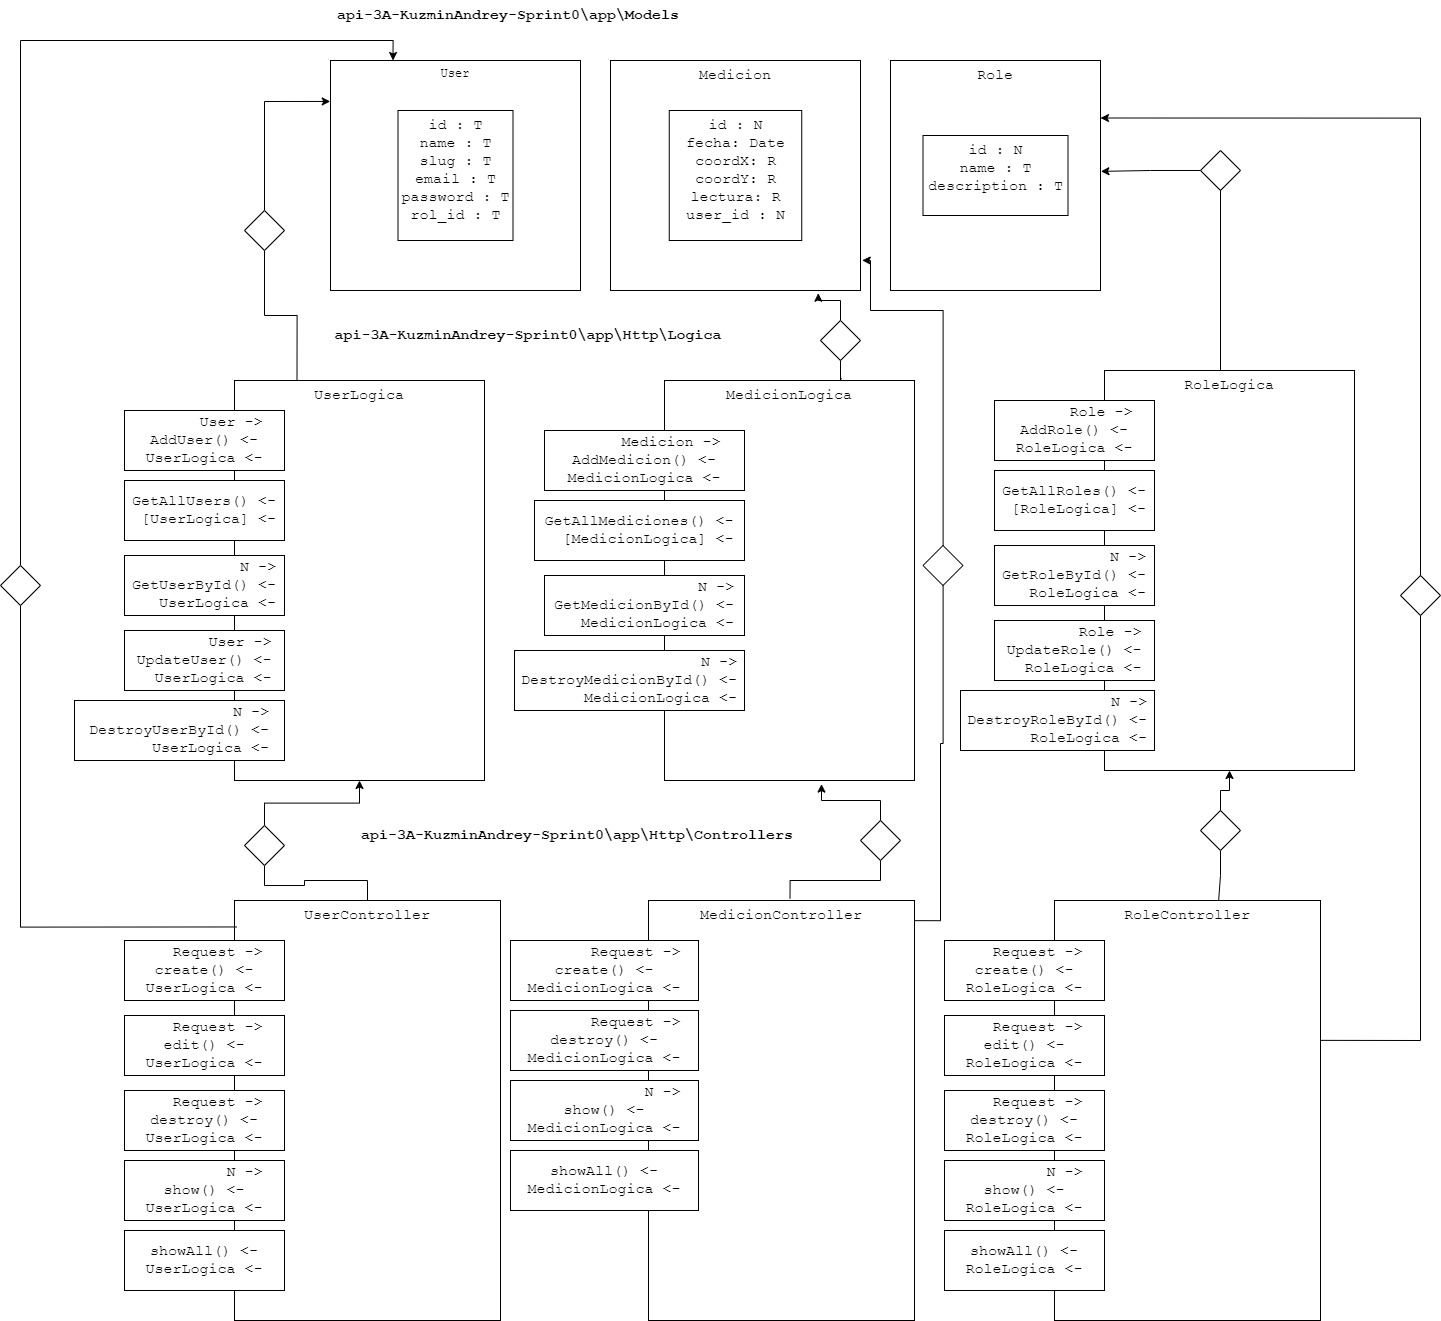 api-3A-KuzminAndrey-Sprint0\app\Models
User
id : T
name : T
slug : T
email : T
password : T
rol_id : T
Medicion
id : N
fecha: Date
coordX: R
coordY: R
lectura: R
user_id : N
Role
id : N
name : T
description : T
api-3A-KuzminAndrey-Sprint0\app\Http\Logica
UserLogica
User ->
AddUser() <-
UserLogica <-
GetAllUsers() <-
[UserLogica] <-
N ->
GetUserById() <-
UserLogica <-
User ->
UpdateUser() <-
UserLogica <-
N ->
DestroyUserById() <-
UserLogica <-
MedicionLogica
Medicion ->
AddMedicion() <-
MedicionLogica <-
GetAllMediciones() <-
[MedicionLogica] <-
N ->
GetMedicionById() <-
MedicionLogica <-
N ->
DestroyMedicionById() <-
MedicionLogica <-
RoleLogica
Role ->
AddRole() <-
RoleLogica <-
GetAllRoles() <-
[RoleLogica] <-
N ->
GetRoleById() <-
RoleLogica <-
Role ->
UpdateRole() <-
RoleLogica <-
N ->
DestroyRoleById() <-
RoleLogica <-
api-3A-KuzminAndrey-Sprint0\app\Http\Controllers
UserController
Request ->
create() <-
UserLogica <-
Request ->
edit() <-
UserLogica <-
Request ->
destroy() <-
UserLogica <-
N ->
show() <-
UserLogica <-
showAll() <-
UserLogica <-
MedicionController
Request ->
create() <-
MedicionLogica <-
Request ->
destroy() <-
MedicionLogica <-
N ->
show() <-
MedicionLogica <-
showAll() <-
MedicionLogica <-
RoleController
Request ->
create() <-
RoleLogica <-
Request ->
edit() <-
RoleLogica <-
Request ->
destroy() <-
RoleLogica <-
N ->
show() <-
RoleLogica <-
showAll() <-
RoleLogica <-